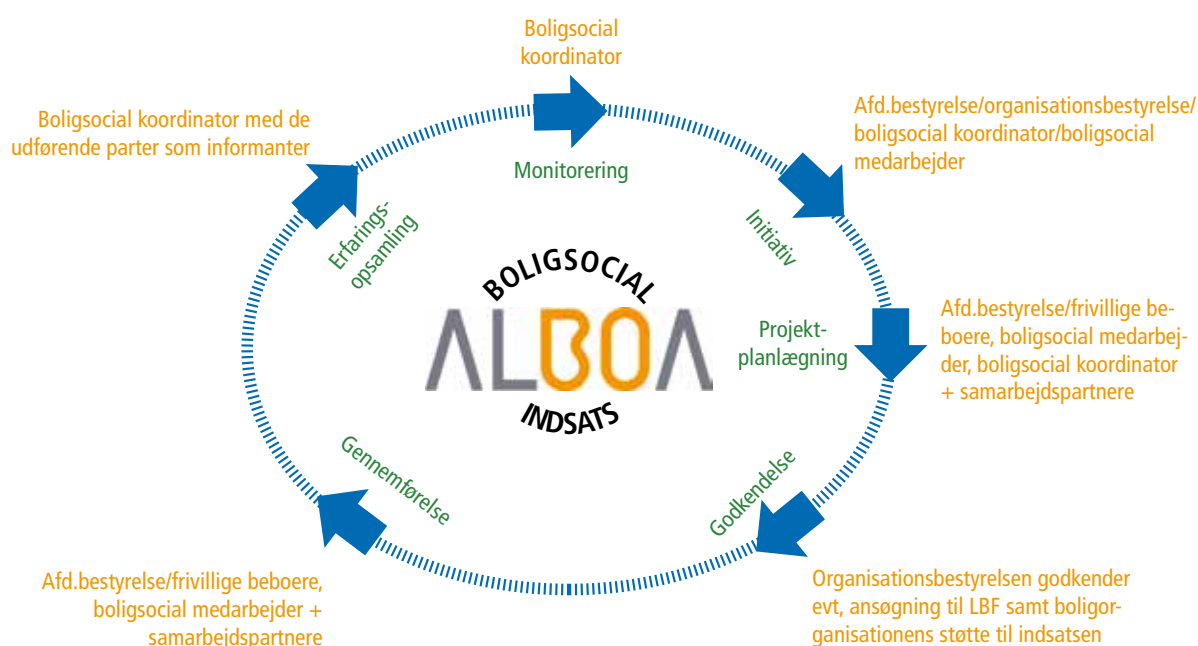 Boligsocial
koordinator
Afd.bestyrelse/organisationsbestyrelse/
boligsocial koordinator/boligsocial
medarbejder
Boligsocial koordinator med de
udførende parter som informanter
Monitorering
Initiativ
Erfarings-
opsamling
BOLIGSOCIAL
ALBOA
INDSATS
Projekt-
planlægning
Afd.bestyrelse/frivillige be-
boere, boligsocial medarbej-
der, boligsocial koordinator
+ samarbejdspartnere
Gennemførelse
Godkendelse
Afd.bestyrelse/frivillige beboere,
boligsocial medarbejder +
samarbejdspartnere
Organisationsbestyrelsen godkender
evt, ansøgning til LBF samt boligor-
ganisationens støtte til indsatsen